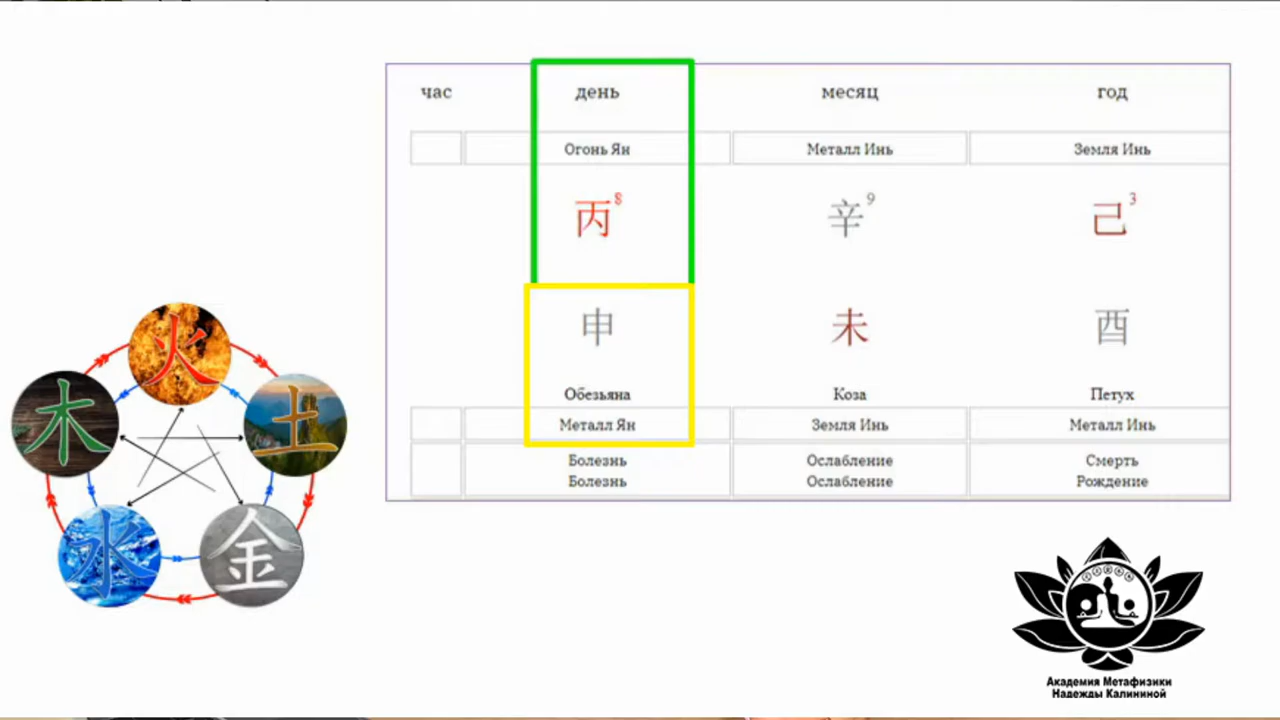 час день месяц год
Огонь Ян Металл Инь Земля Инь
丙8 辛9 己3
申 未 酉
Обезьяна Коза Петух
Металл Ян Земля Инь Металл Инь
Болезнь Ослабление Смерть
Болезнь Ослабление Рождение
火
木 土
水 金
Академия Метафизики
Надежды Калининой